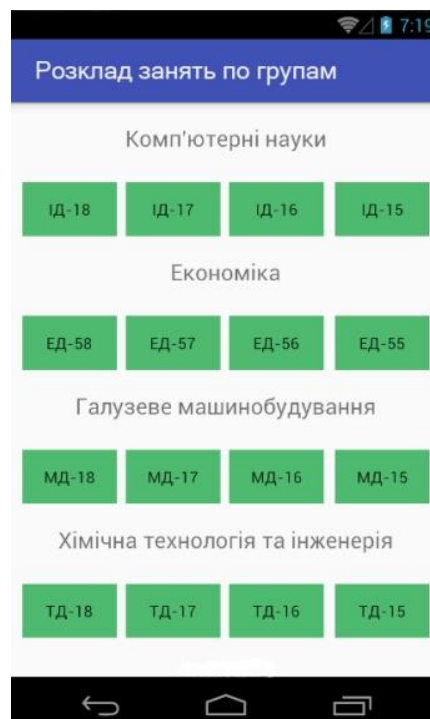 7:19
Розклад занять по групам
Комп'ютерні науки
ІД-18 ІД-17 ІД-16 ІД-15
Економіка
ЕД-58 ЕД-57 ЕД-56 ЕД-55
Галузеве машинобудування
МД-18 МД-17 МД-16 МД-15
Хімічна технологія та інженерія
ТД-18 ТД-17 ТД-16 ТД-15